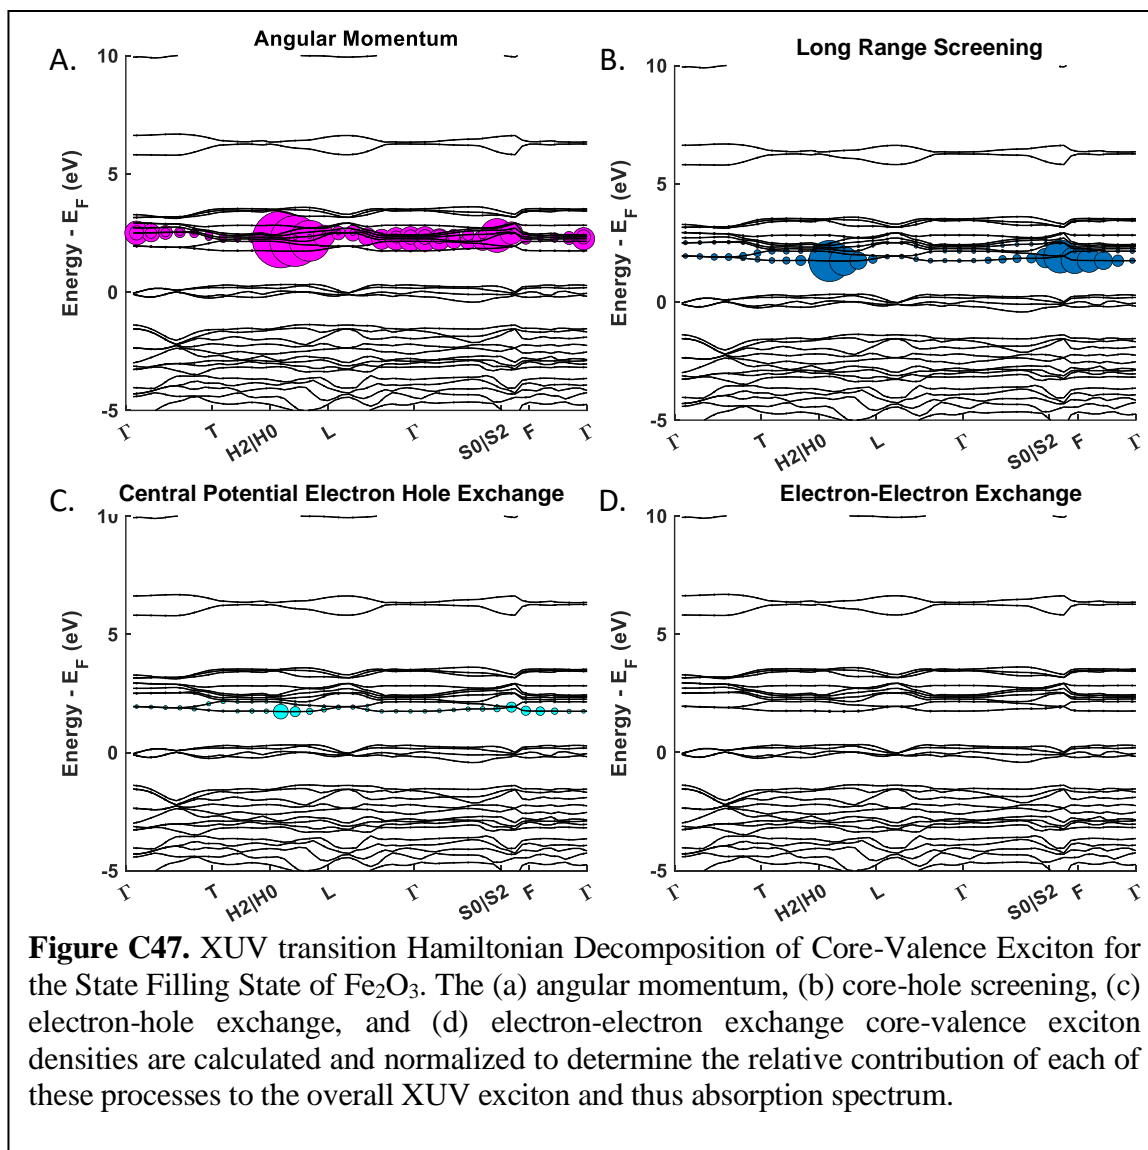 A.
Angular Momentum
10
5
0
-5
Energy - E_F (eV)
Γ T H2|H0 L Γ S0|S2 F Γ
B.
Long Range Screening
10
5
0
-5
Energy - E_F (eV)
Γ T H2|H0 L Γ S0|S2 F Γ
C.
Central Potential Electron Hole Exchange
10
5
0
-5
Energy - E_F (eV)
Γ T H2|H0 L Γ S0|S2 F Γ
D.
Electron-Electron Exchange
10
5
0
-5
Energy - E_F (eV)
Γ T H2|H0 L Γ S0|S2 F Γ
Figure C47. XUV transition Hamiltonian Decomposition of Core-Valence Exciton for
the State Filling State of Fe₂O₃. The (a) angular momentum, (b) core-hole screening, (c)
electron-hole exchange, and (d) electron-electron exchange core-valence exciton
densities are calculated and normalized to determine the relative contribution of each of
these processes to the overall XUV exciton and thus absorption spectrum.